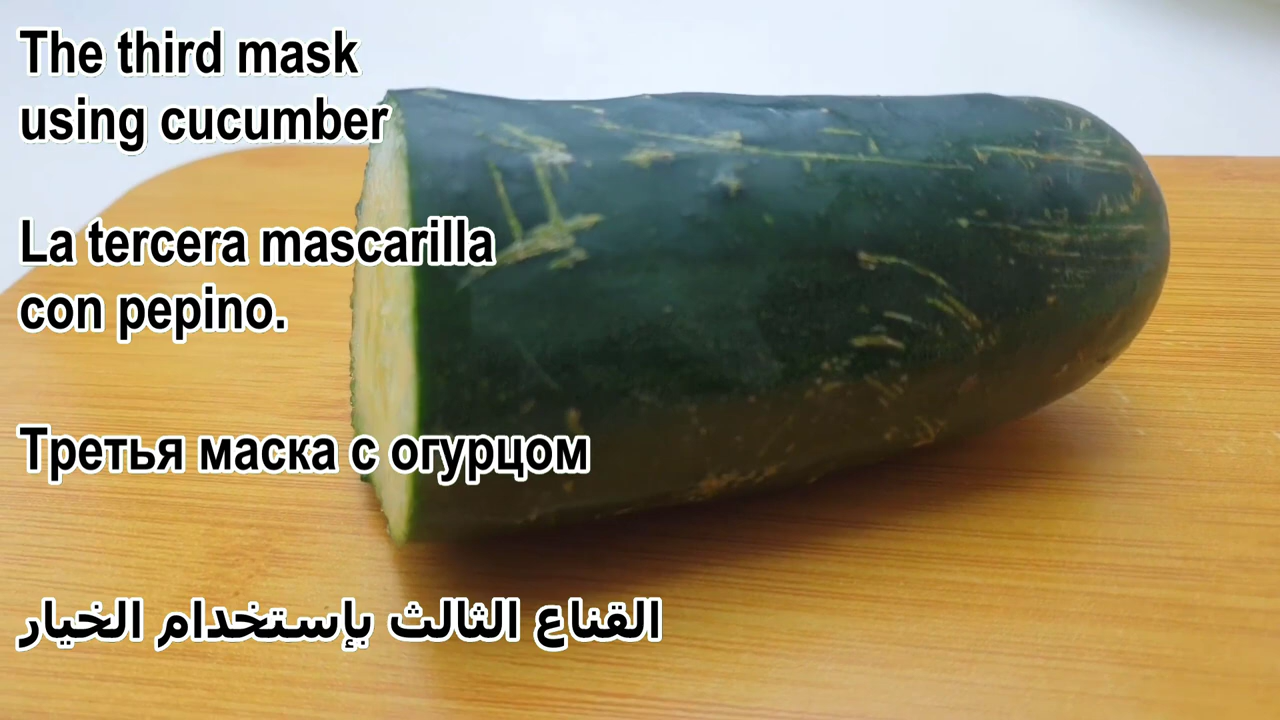 The third mask
using cucumber
La tercera mascarilla
con pepino.
Третья маска с огурцом
القناع الثالث بإستخدام الخيار